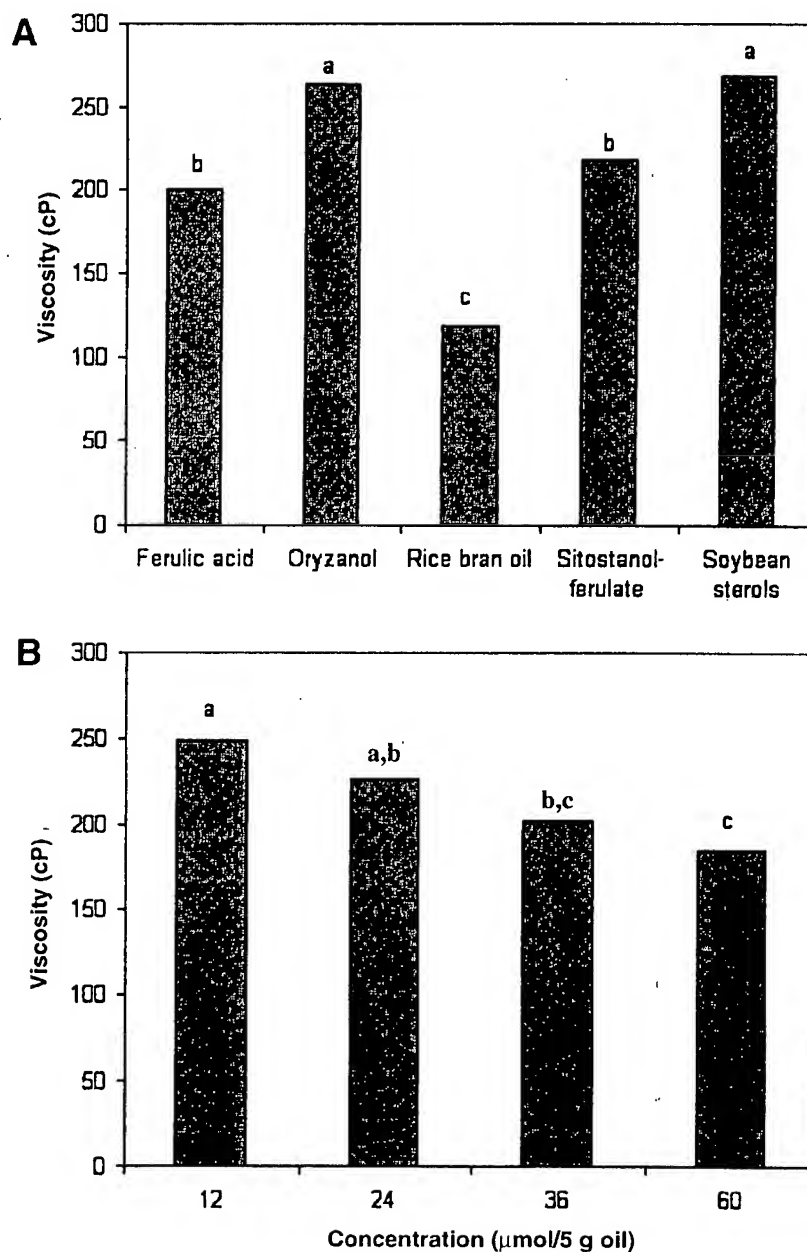 A
300
250
200
150
100
50
0
Viscosity (cP)
b
a
c
b
a
Ferulic acid
Oryzanol
Rice bran oil
Sitostanol-
ferulate
Soybean
sterols
B
300
250
200
150
100
50
0
Viscosity (cP)
a
a,b
b,c
c
12
24
36
60
Concentration (μmol/5 g oil)